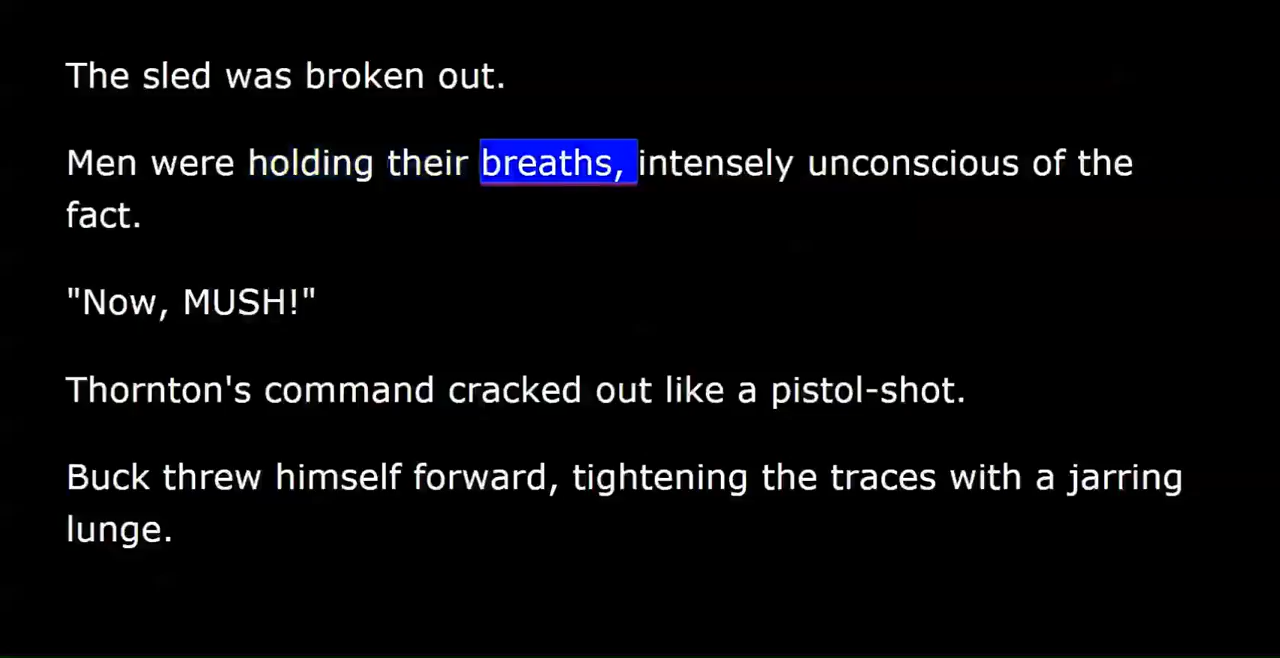 The sled was broken out.
Men were holding their breaths, intensely unconscious of the
fact.
"Now, MUSH!"
Thornton's command cracked out like a pistol-shot.
Buck threw himself forward, tightening the traces with a jarring
lunge.